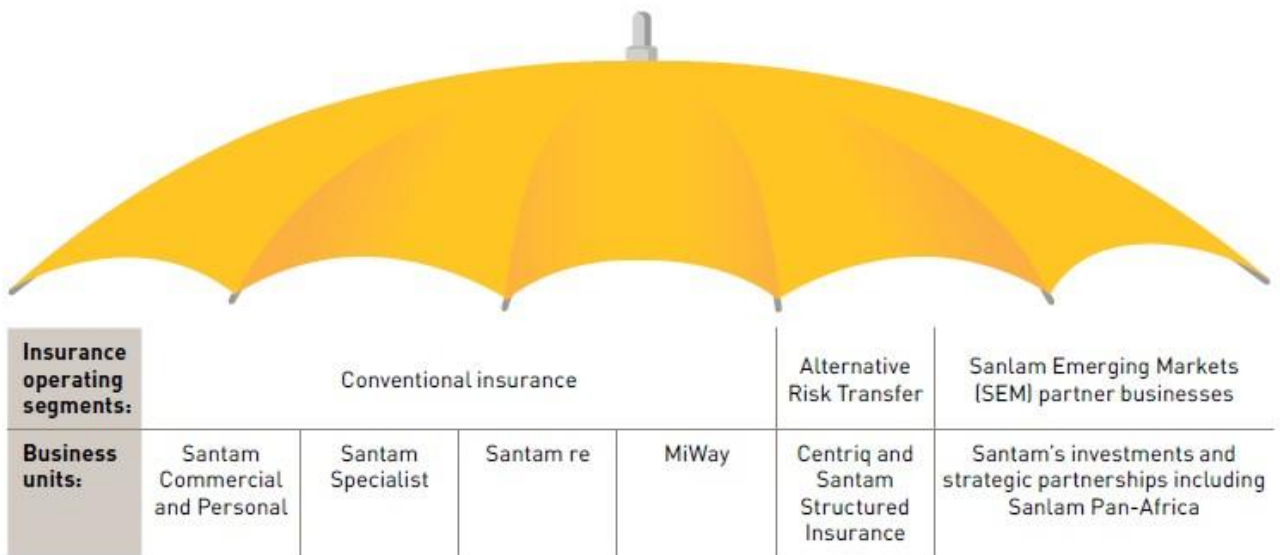 Insurance
operating
segments:
Conventional insurance
Alternative
Risk Transfer
Sanlam Emerging Markets
(SEM) partner businesses
Business
units:
Santam
Commercial
and Personal
Santam
Specialist
Santam re
MiWay
Centriq and
Santam
Structured
Insurance
Santam's investments and
strategic partnerships including
Sanlam Pan-Africa